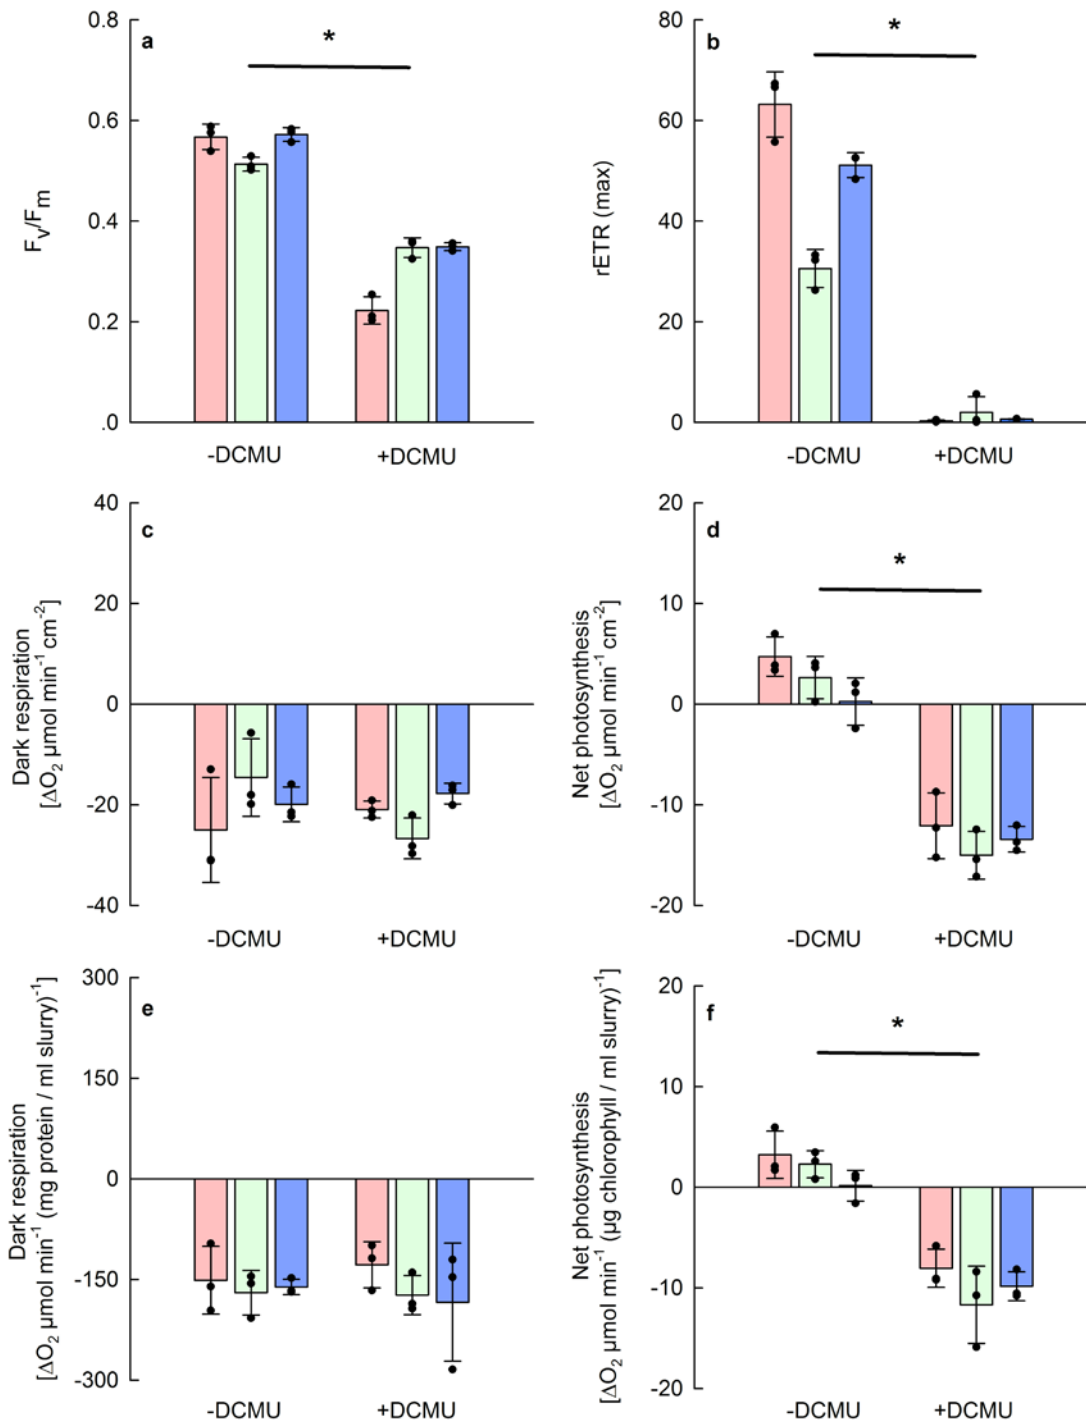 a
*
0.8
0.6
0.4
0.2
.0
Fv/Fm
-DCMU
+DCMU
b
*
80
60
40
20
0
rETR (max)
-DCMU
+DCMU
c
40
20
0
-20
-40
Dark respiration
[ΔO₂ µmol min⁻¹ cm⁻²]
-DCMU
+DCMU
d
*
20
10
0
-10
-20
Net photosynthesis
[ΔO₂ µmol min⁻¹ cm⁻²]
-DCMU
+DCMU
e
300
150
0
-150
-300
Dark respiration
[ΔO₂ µmol min⁻¹ (mg protein / ml slurry)⁻¹]
-DCMU
+DCMU
f
*
20
10
0
-10
-20
Net photosynthesis
[ΔO₂ µmol min⁻¹ (µg chlorophyll / ml slurry)⁻¹]
-DCMU
+DCMU